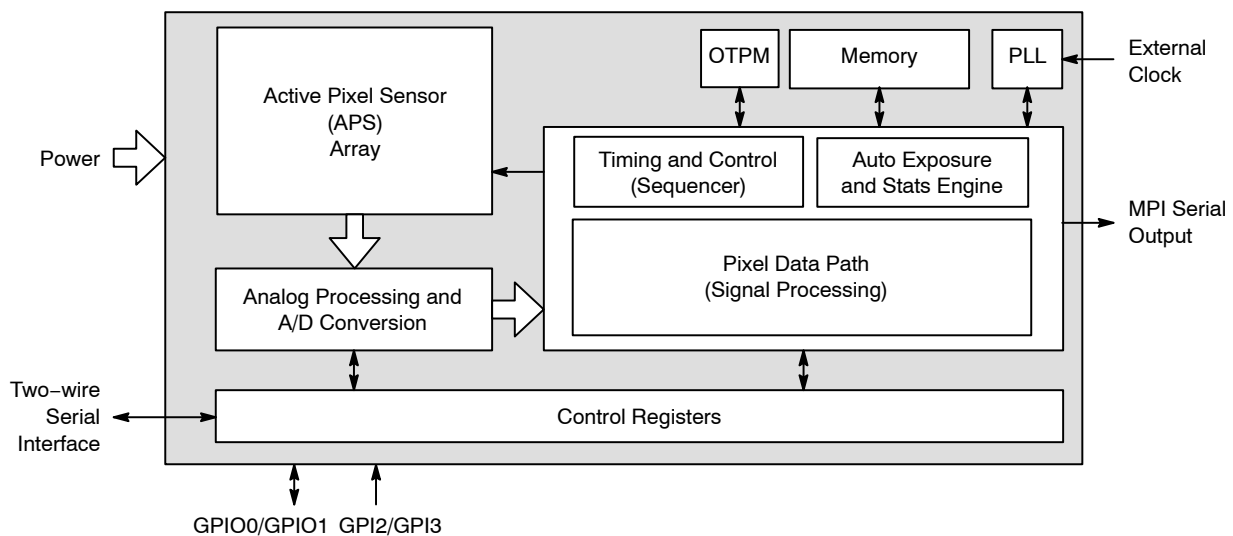 Active Pixel Sensor
(APS)
Array
OTPM
Memory
PLL
External
Clock
Power
Timing and Control
(Sequencer)
Auto Exposure
and Stats Engine
MPI Serial
Output
Pixel Data Path
(Signal Processing)
Analog Processing and
A/D Conversion
Two−wire
Serial
Interface
Control Registers
GPIO0/GPIO1 GPI2/GPI3